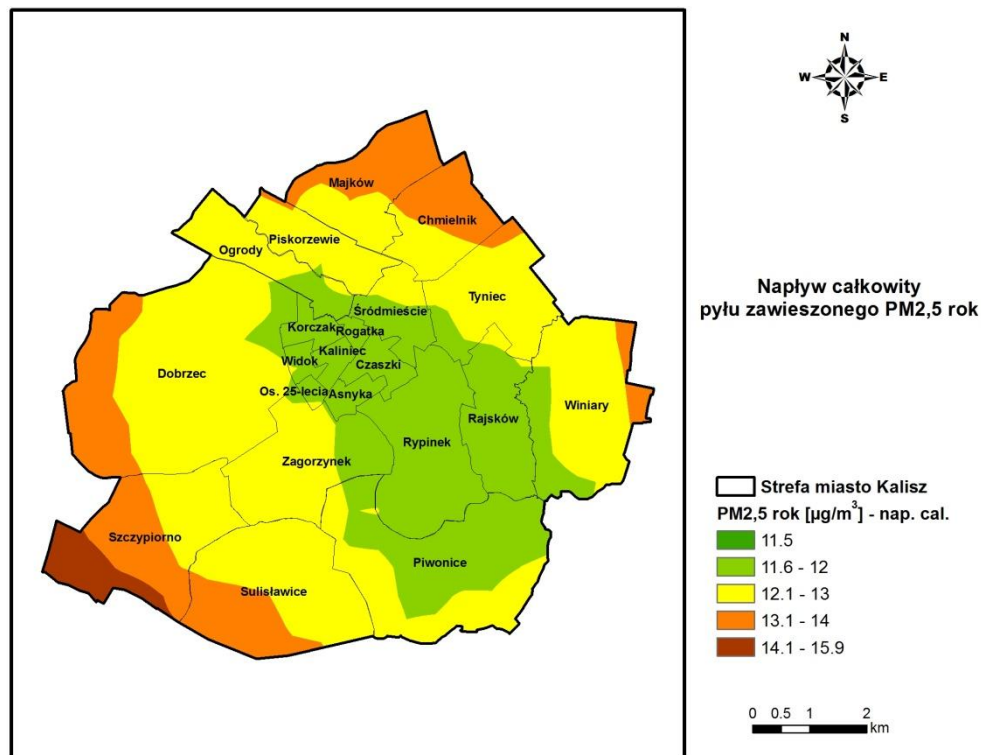 N
W E
S
Majków
Chmielnik
Piskorzewie
Ogrody
Tyniec
Śródmieście
Korczak
Rogatka
Kaliniec
Widok
Czaszki
Dobrzec
Os. 25-lecia
Asnyka
Winiary
Rajsków
Rypinek
Zagorzynek
Szczypiorno
Piwonice
Sulisławice
Napływ całkowity
pyłu zawieszonego PM2,5 rok
Strefa miasto Kalisz
PM2,5 rok [µg/m³] - nap. cal.
11.5
11.6 - 12
12.1 - 13
13.1 - 14
14.1 - 15.9
0 0.5 1 2
km